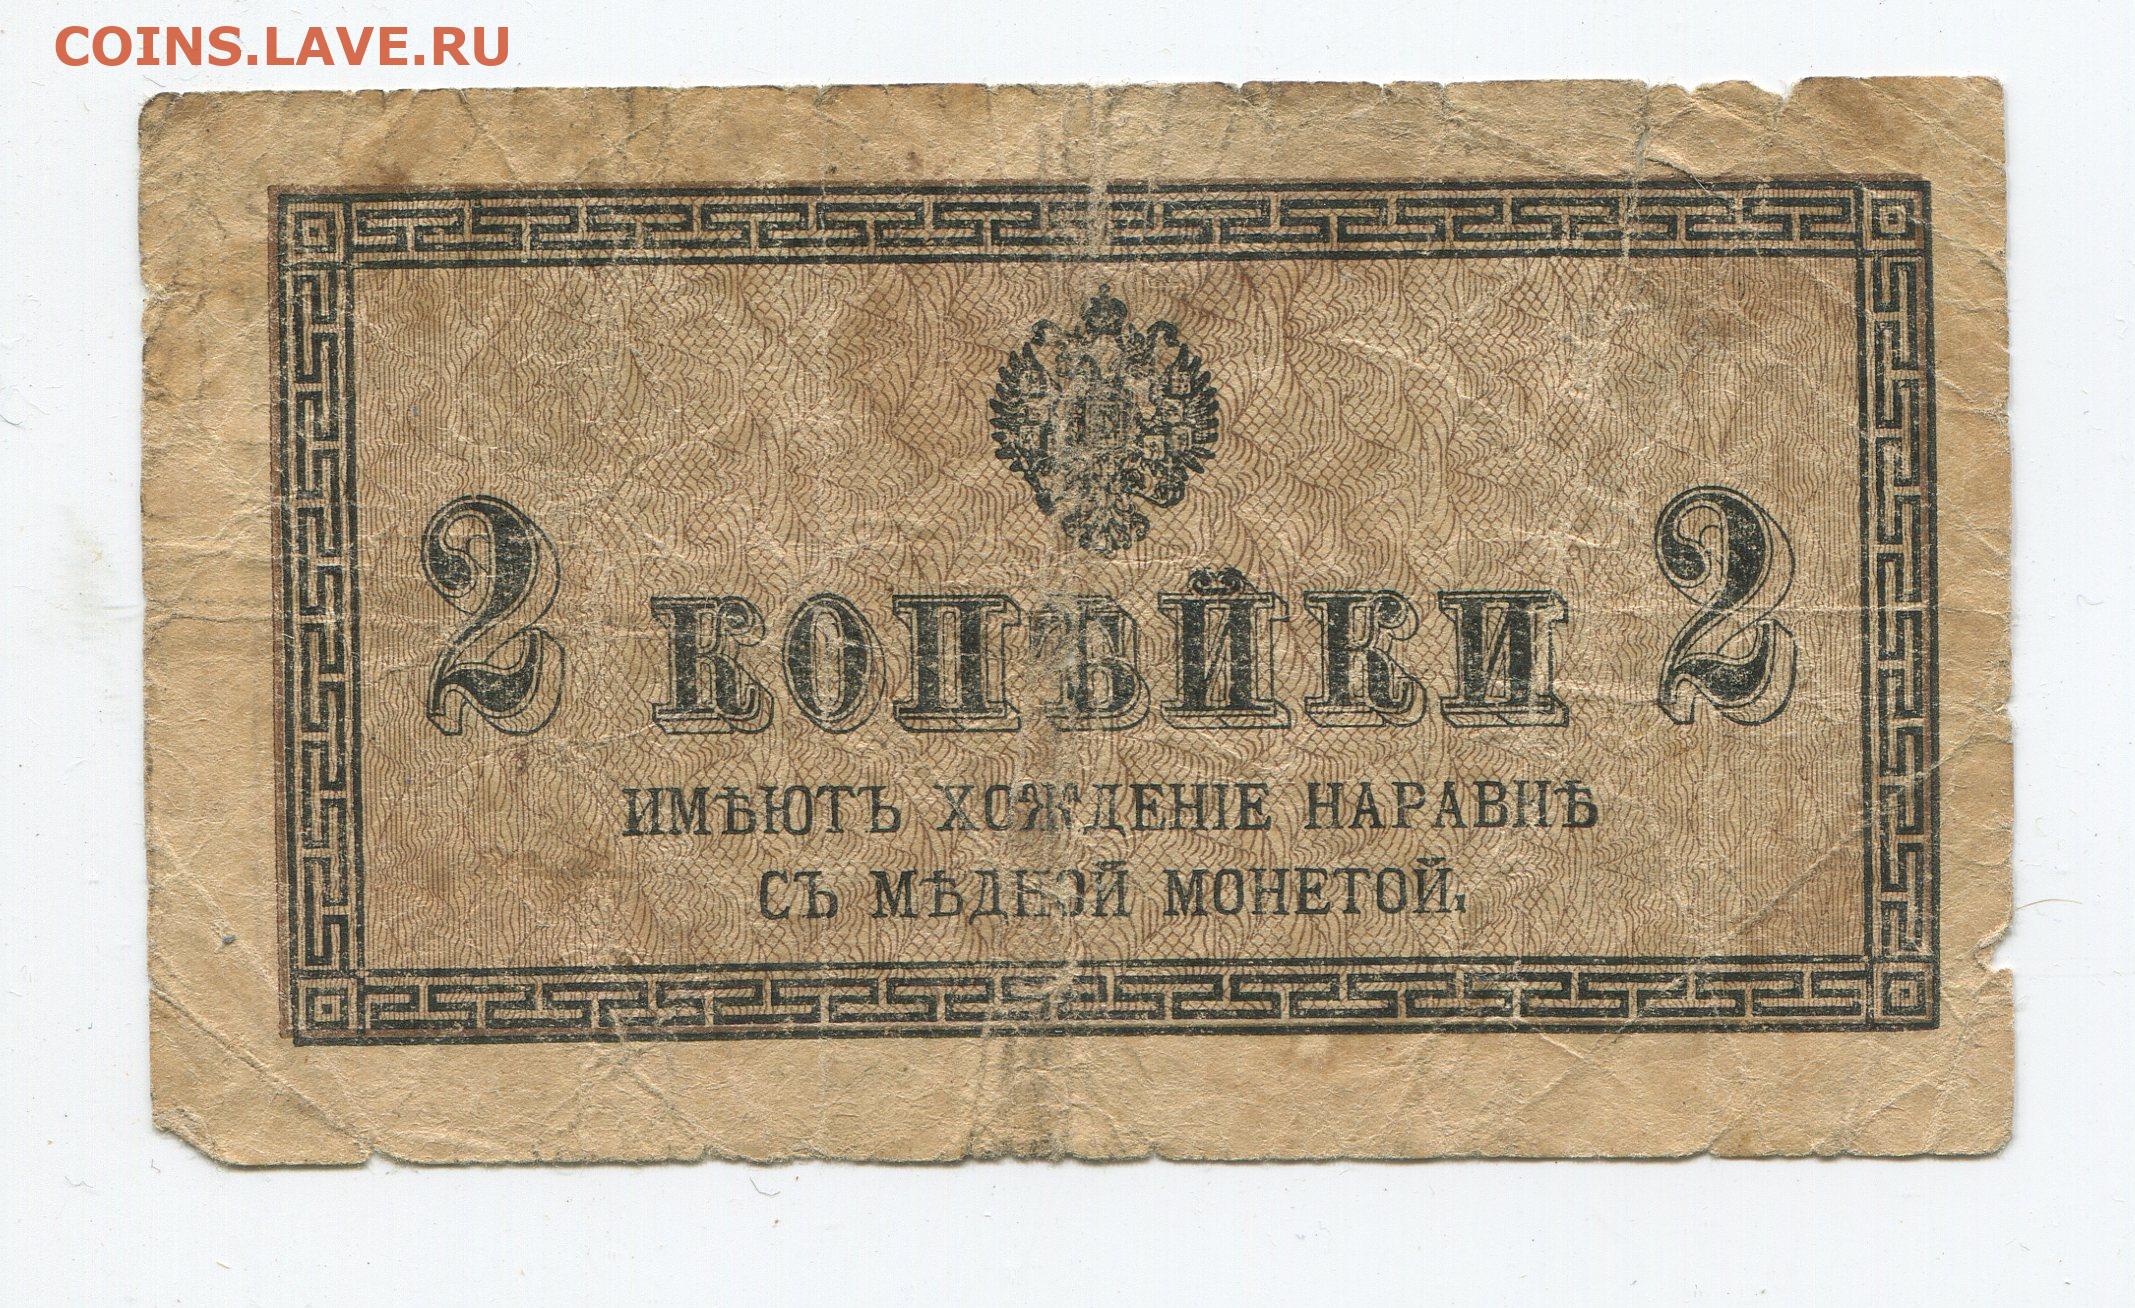 COINS.LAVE.RU
2 КОПѢЙКИ 2
ИМѢЮТЪ ХОЖДЕНІЕ НАРАВНѢ
СЪ МѢДНОЙ МОНЕТОЙ.